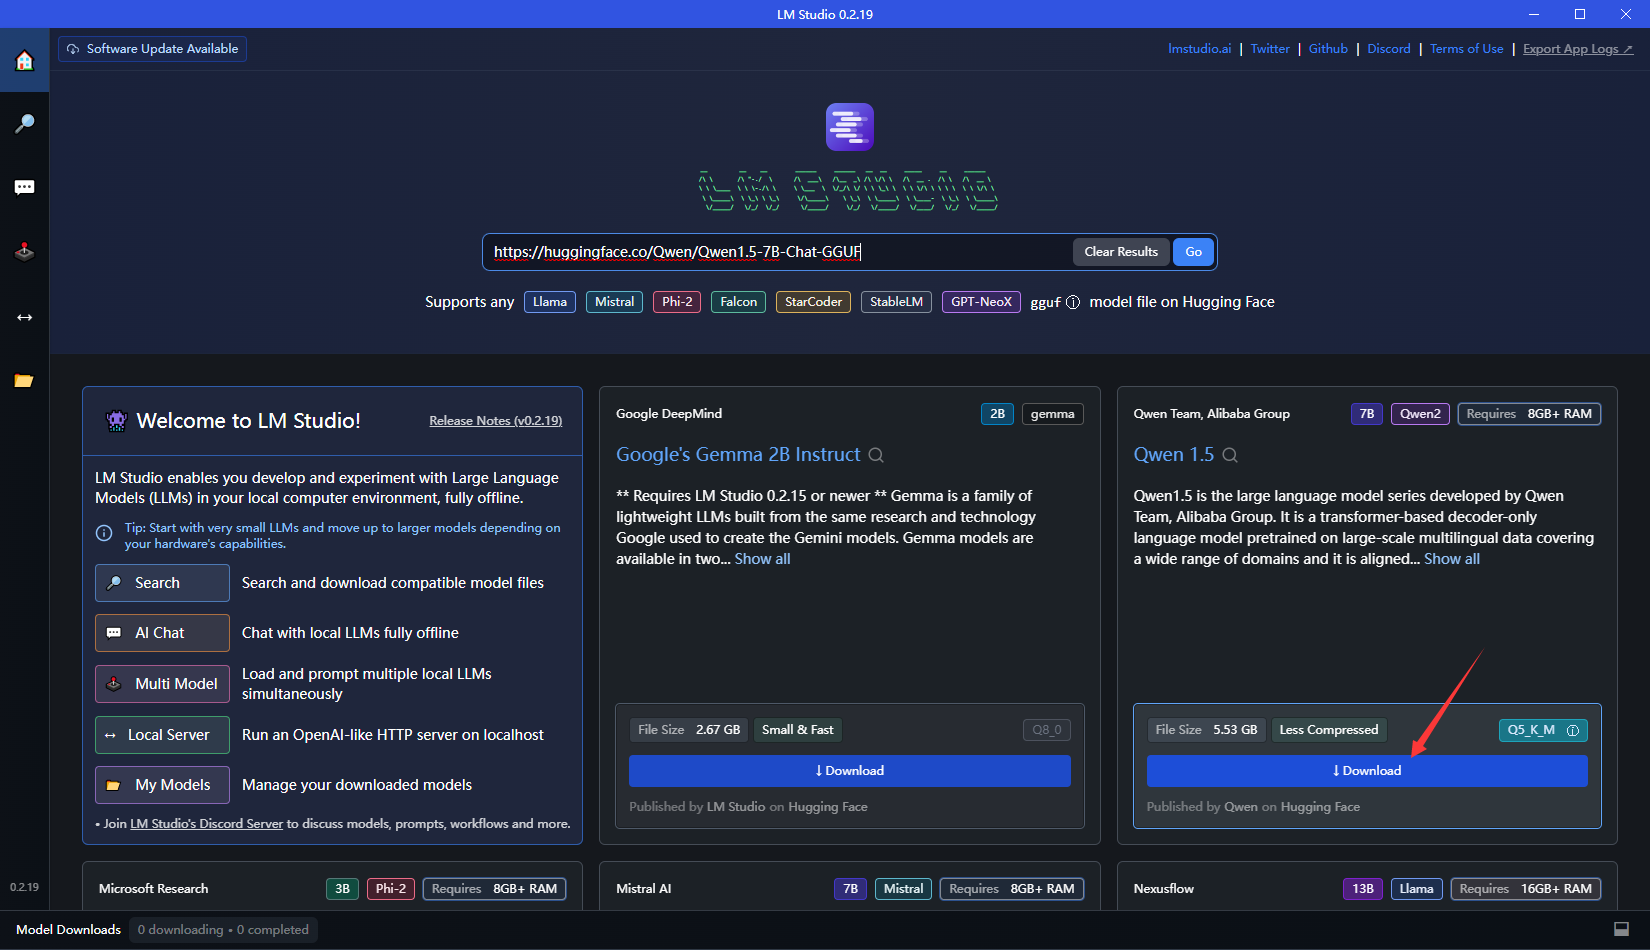 LM Studio 0.2.19
Software Update Available
lmstudio.ai | Twitter | Github | Discord | Terms of Use | Export App Logs ↗
LM STUDIO
https://huggingface.co/Qwen/Qwen1.5-7B-Chat-GGUF
Clear Results
Go
Supports any Llama Mistral Phi-2 Falcon StarCoder StableLM GPT-NeoX gguf ⓘ model file on Hugging Face
Welcome to LM Studio!
Release Notes (v0.2.19)
LM Studio enables you develop and experiment with Large Language
Models (LLMs) in your local computer environment, fully offline.
Tip: Start with very small LLMs and move up to larger models depending on
your hardware's capabilities.
Search
Search and download compatible model files
AI Chat
Chat with local LLMs fully offline
Multi Model
Load and prompt multiple local LLMs
simultaneously
↔ Local Server
Run an OpenAI-like HTTP server on localhost
My Models
Manage your downloaded models
• Join LM Studio's Discord Server to discuss models, prompts, workflows and more.
Google DeepMind
2B
gemma
Google's Gemma 2B Instruct
** Requires LM Studio 0.2.15 or newer ** Gemma is a family of
lightweight LLMs built from the same research and technology
Google used to create the Gemini models. Gemma models are
available in two... Show all
File Size 2.67 GB
Small & Fast
Q8_0
↓ Download
Published by LM Studio on Hugging Face
Qwen Team, Alibaba Group
7B
Qwen2
Requires 8GB+ RAM
Qwen 1.5
Qwen1.5 is the large language model series developed by Qwen
Team, Alibaba Group. It is a transformer-based decoder-only
language model pretrained on large-scale multilingual data covering
a wide range of domains and it is aligned... Show all
File Size 5.53 GB
Less Compressed
Q5_K_M ⓘ
↓ Download
Published by Qwen on Hugging Face
Microsoft Research
3B
Phi-2
Requires 8GB+ RAM
Mistral AI
7B
Mistral
Requires 8GB+ RAM
Nexusflow
13B
Llama
Requires 16GB+ RAM
0.2.19
Model Downloads
0 downloading • 0 completed